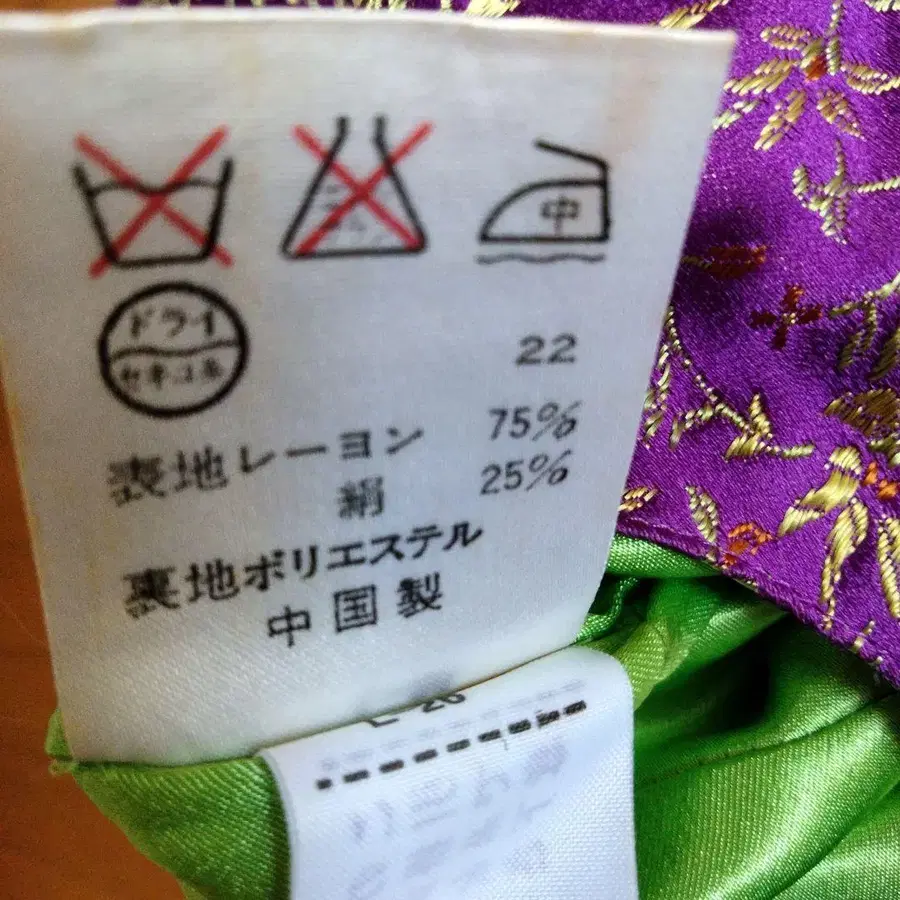 中
ドライ
セキユ系
22
表地レーヨン 75%
絹 25%
裏地ポリエステル
中国製